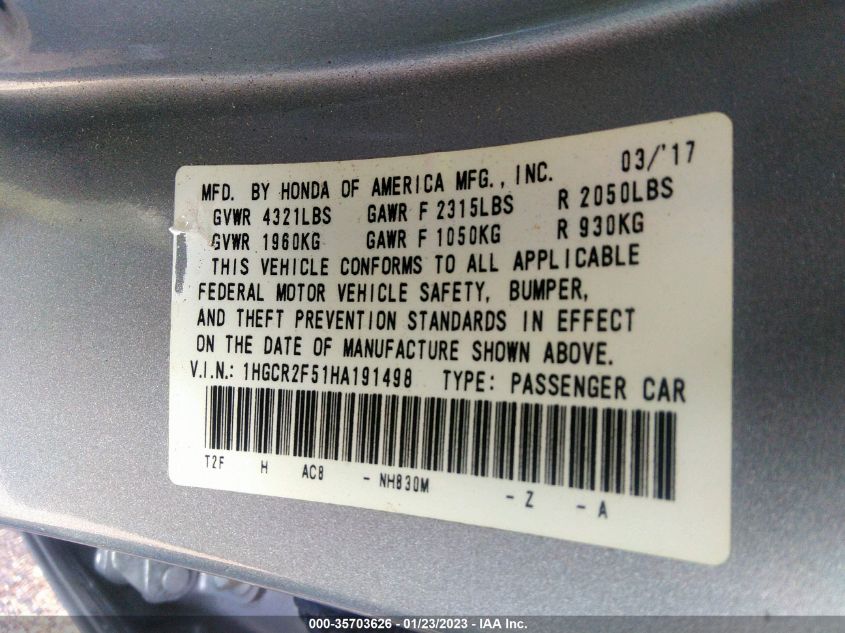 03/'17
MFD. BY HONDA OF AMERICA MFG., INC.
GVWR 4321LBS GAWR F 2315LBS R 2050LBS
GVWR 1960KG GAWR F 1050KG R 930KG
THIS VEHICLE CONFORMS TO ALL APPLICABLE
FEDERAL MOTOR VEHICLE SAFETY, BUMPER,
AND THEFT PREVENTION STANDARDS IN EFFECT
ON THE DATE OF MANUFACTURE SHOWN ABOVE.
V.I.N.: 1HGCR2F51HA191498 TYPE: PASSENGER CAR
T2F H AC8 - NH830M - Z - A
000-35703626 - 01/23/2023 - IAA Inc.